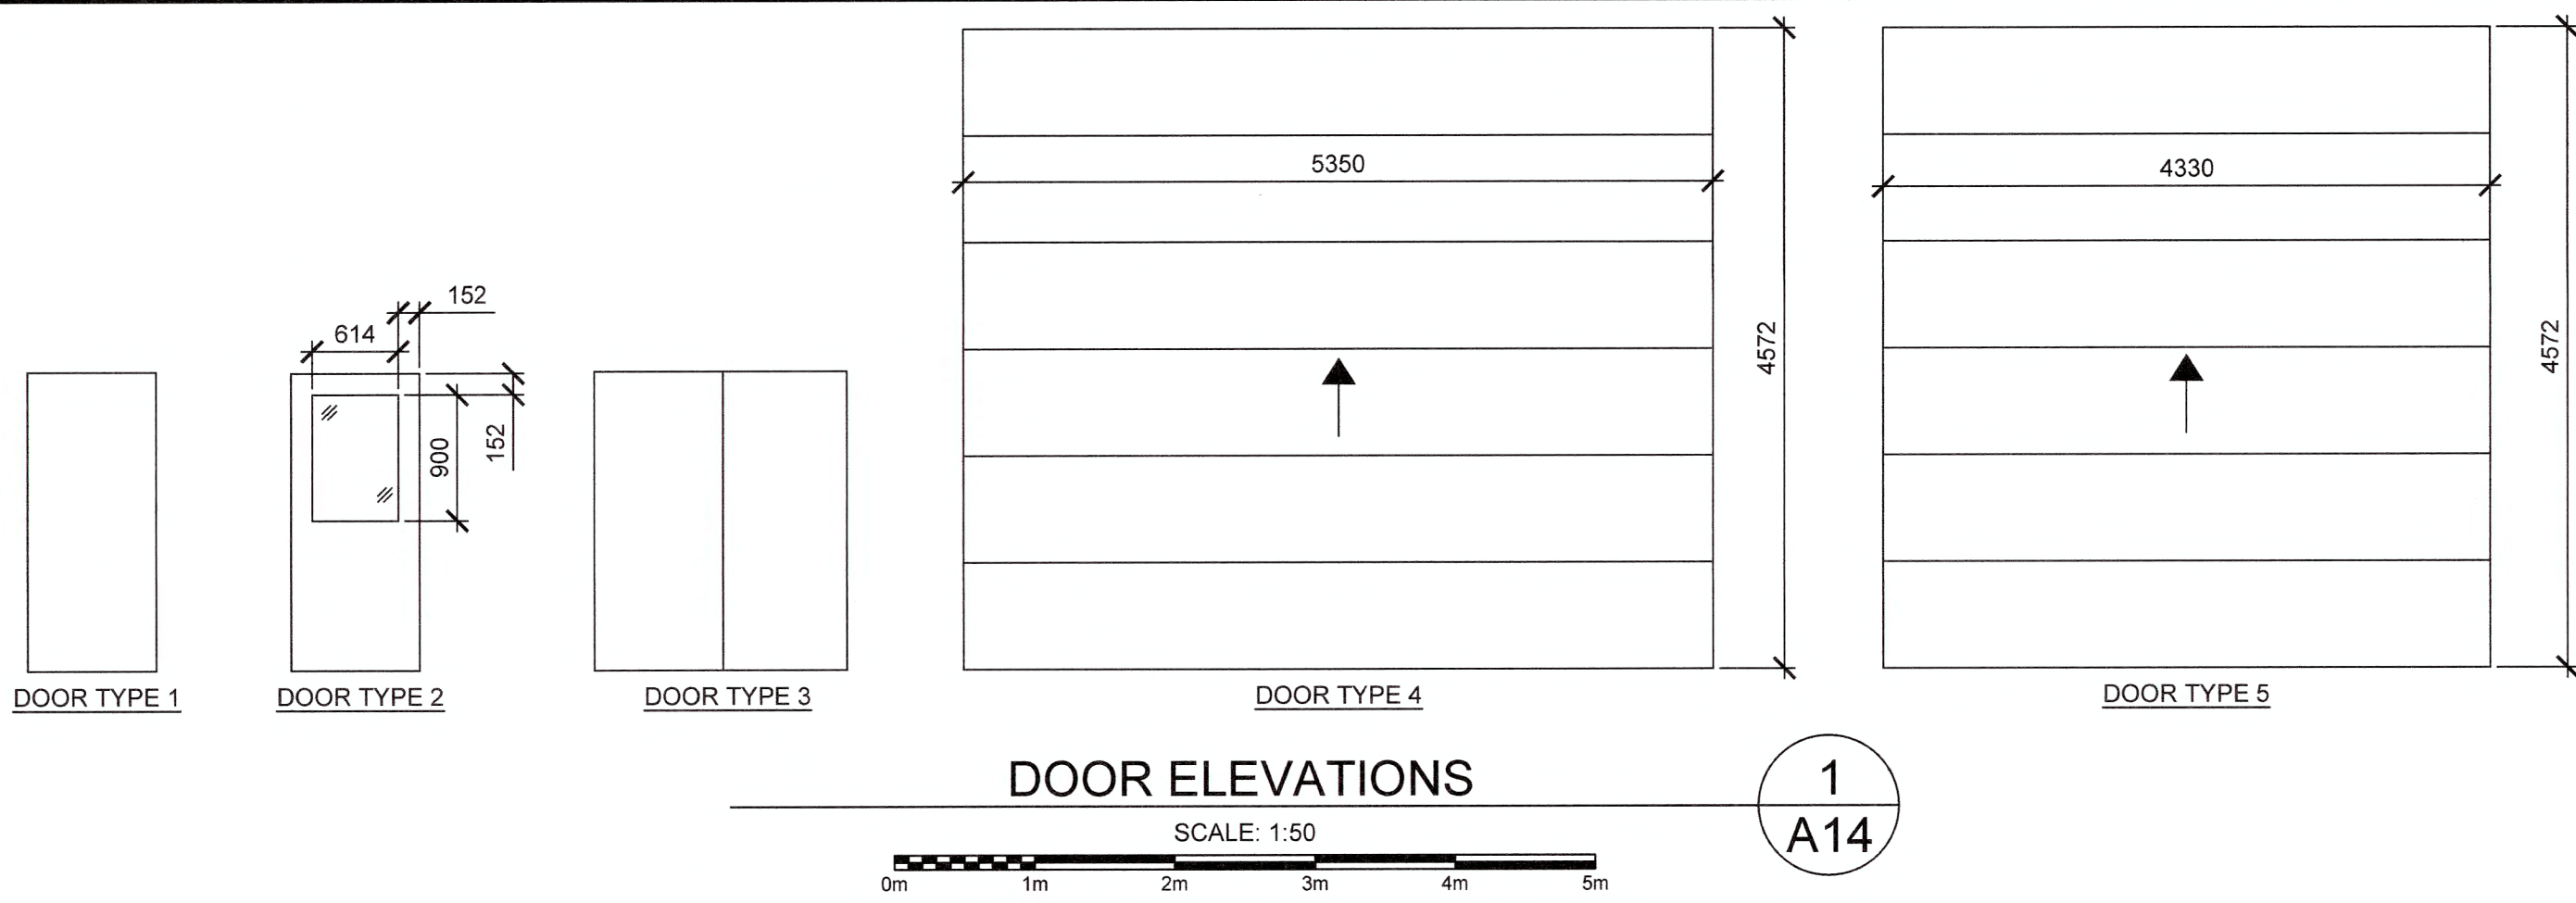 5350
4330
152
614
4572
4572
900
152
DOOR TYPE 1
DOOR TYPE 2
DOOR TYPE 3
DOOR TYPE 4
DOOR TYPE 5
DOOR ELEVATIONS
1
A14
SCALE: 1:50
0m 1m 2m 3m 4m 5m